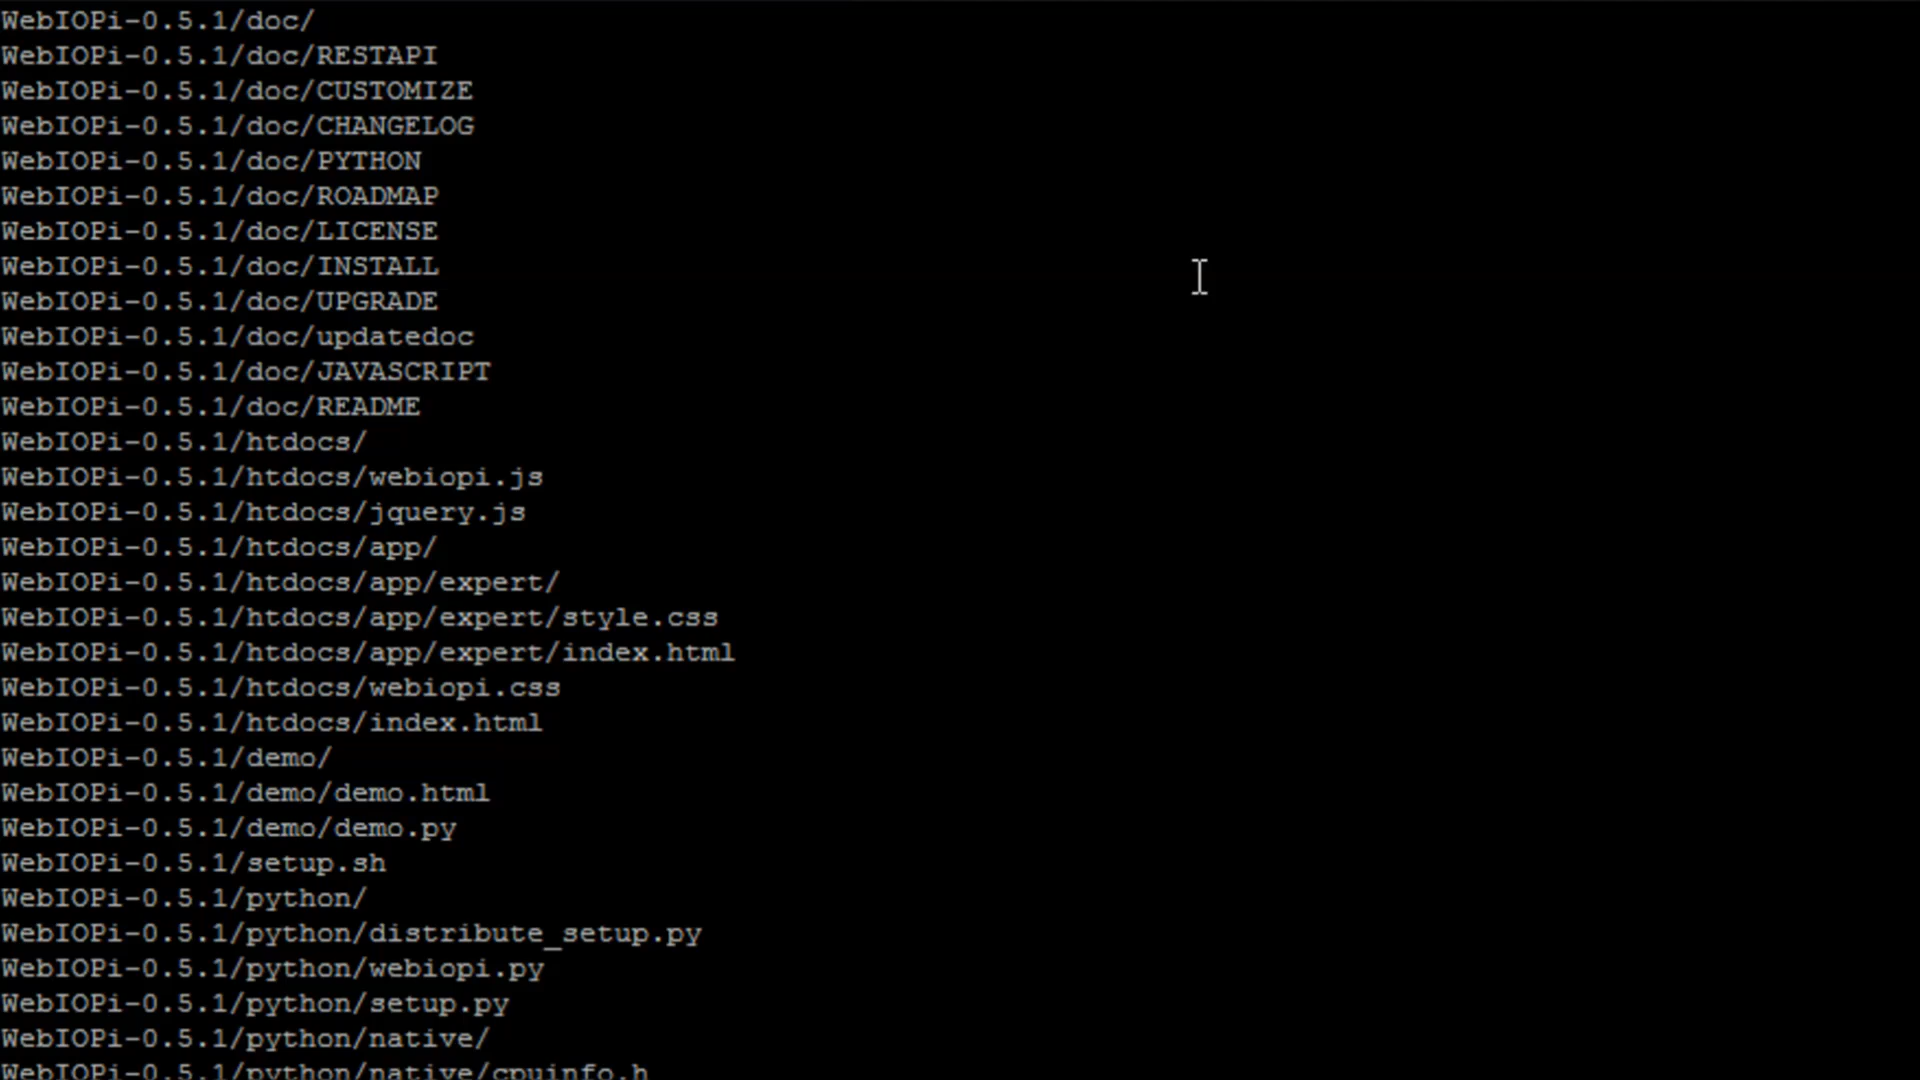 WebIOPi-0.5.1/doc/
WebIOPi-0.5.1/doc/RESTAPI
WebIOPi-0.5.1/doc/CUSTOMIZE
WebIOPi-0.5.1/doc/CHANGELOG
WebIOPi-0.5.1/doc/PYTHON
WebIOPi-0.5.1/doc/ROADMAP
WebIOPi-0.5.1/doc/LICENSE
WebIOPi-0.5.1/doc/INSTALL
WebIOPi-0.5.1/doc/UPGRADE
WebIOPi-0.5.1/doc/updatedoc
WebIOPi-0.5.1/doc/JAVASCRIPT
WebIOPi-0.5.1/doc/README
WebIOPi-0.5.1/htdocs/
WebIOPi-0.5.1/htdocs/webiopi.js
WebIOPi-0.5.1/htdocs/jquery.js
WebIOPi-0.5.1/htdocs/app/
WebIOPi-0.5.1/htdocs/app/expert/
WebIOPi-0.5.1/htdocs/app/expert/style.css
WebIOPi-0.5.1/htdocs/app/expert/index.html
WebIOPi-0.5.1/htdocs/webiopi.css
WebIOPi-0.5.1/htdocs/index.html
WebIOPi-0.5.1/demo/
WebIOPi-0.5.1/demo/demo.html
WebIOPi-0.5.1/demo/demo.py
WebIOPi-0.5.1/setup.sh
WebIOPi-0.5.1/python/
WebIOPi-0.5.1/python/distribute_setup.py
WebIOPi-0.5.1/python/webiopi.py
WebIOPi-0.5.1/python/setup.py
WebIOPi-0.5.1/python/native/
WebIOPi-0.5.1/python/native/cpuinfo.h